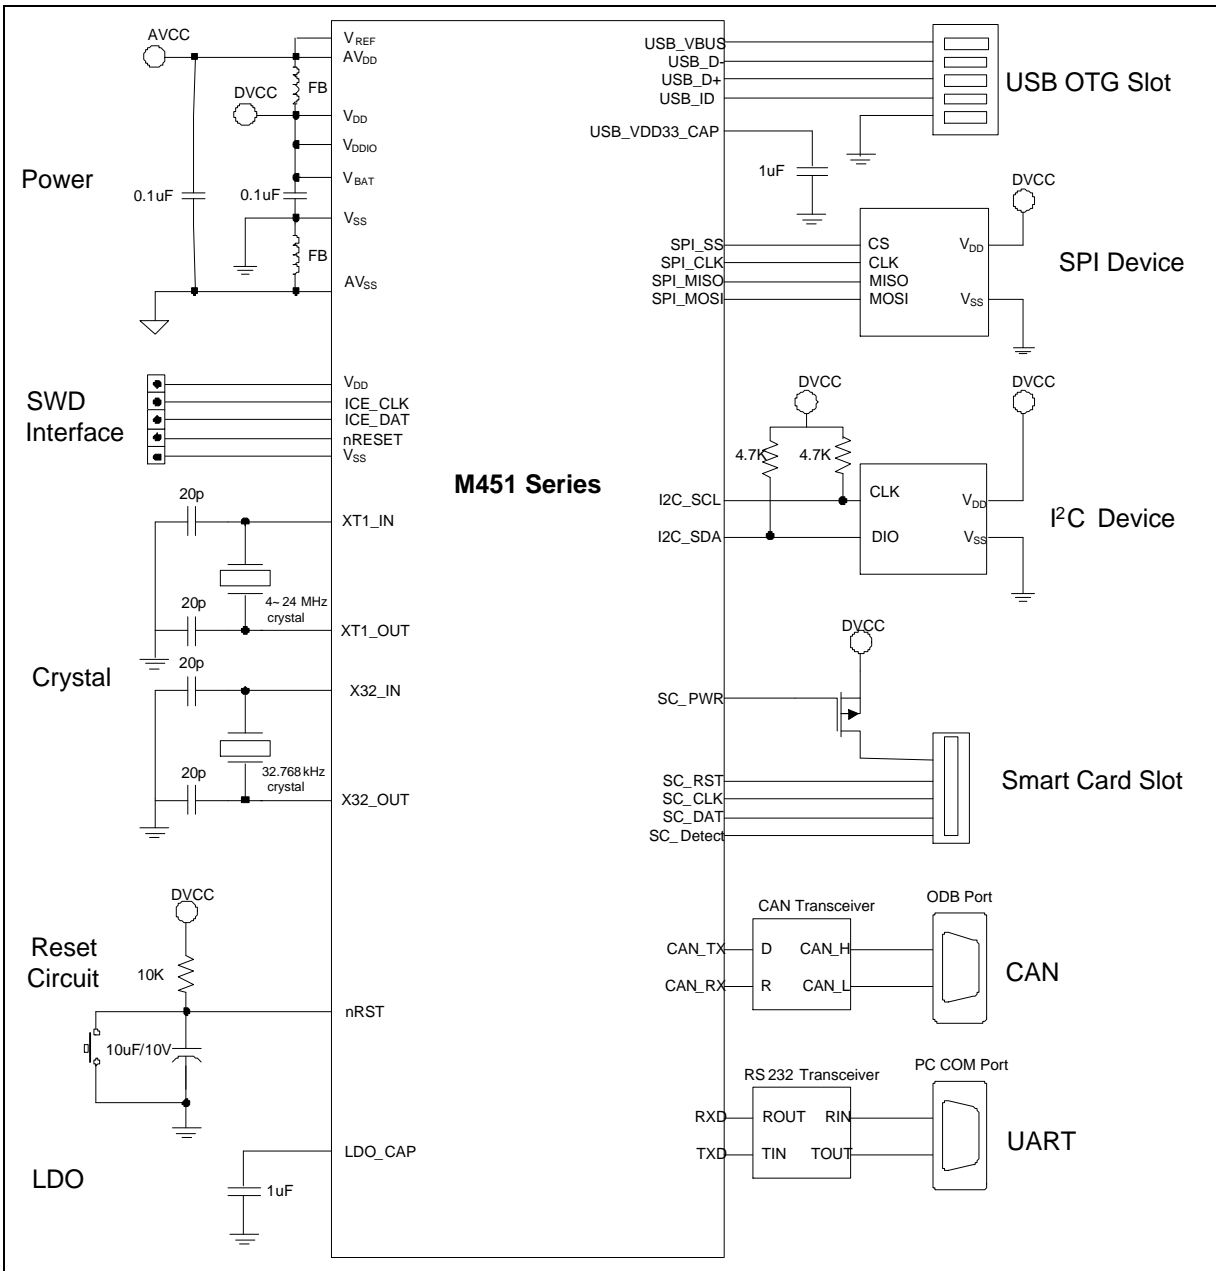 AVCC
VREF
AVDD
FB
DVCC
VDD
VDDIO
VBAT
Power
0.1uF
0.1uF
VSS
FB
AVSS
SWD
Interface
VDD
ICE_CLK
ICE_DAT
nRESET
VSS
Crystal
20p
XT1_IN
4~24 MHz
crystal
20p
XT1_OUT
20p
X32_IN
32.768kHz
crystal
20p
X32_OUT
Reset
Circuit
DVCC
10K
nRST
10uF/10V
LDO
LDO_CAP
1uF
M451 Series
USB_VBUS
USB_D-
USB_D+
USB_ID
USB OTG Slot
USB_VDD33_CAP
1uF
DVCC
SPI_SS
SPI_CLK
SPI_MISO
SPI_MOSI
CS
CLK
MISO
MOSI
VDD
VSS
SPI Device
DVCC
DVCC
4.7K
4.7K
I2C_SCL
I2C_SDA
CLK
DIO
VDD
VSS
I2C Device
DVCC
SC_PWR
SC_RST
SC_CLK
SC_DAT
SC_Detect
Smart Card Slot
CAN Transceiver
ODB Port
CAN_TX
D
CAN_H
CAN_RX
R
CAN_L
CAN
RS232 Transceiver
PC COM Port
RXD
ROUT
RIN
TXD
TIN
TOUT
UART